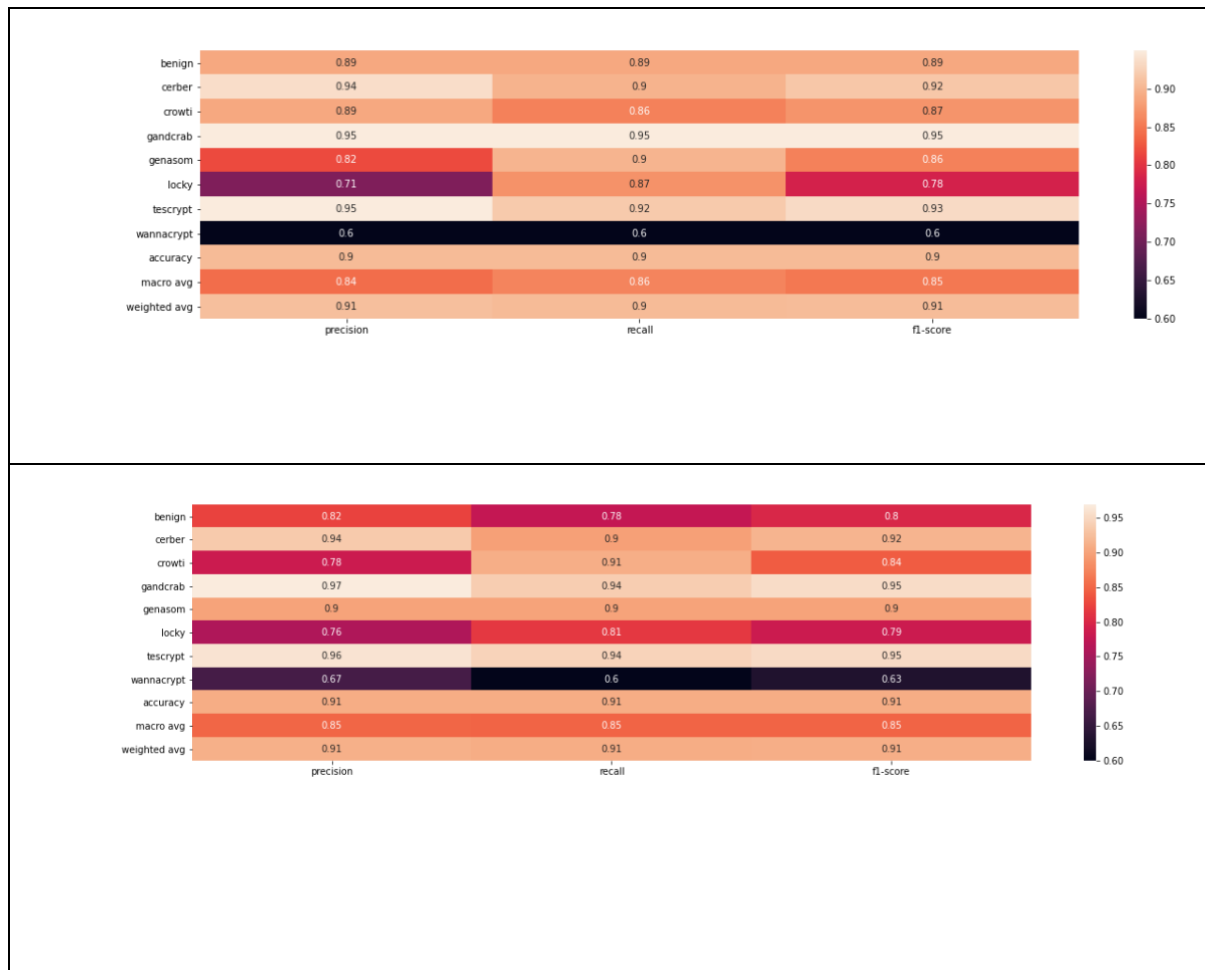 benign 0.89 0.89 0.89 0.90
cerber 0.94 0.9 0.92
crowti 0.89 0.86 0.87 0.85
gandcrab 0.95 0.95 0.95
genasom 0.82 0.9 0.86 0.80
locky 0.71 0.87 0.78 0.75
tescrypt 0.95 0.92 0.93
wannacrypt 0.6 0.6 0.6 0.70
accuracy 0.9 0.9 0.9
macro avg 0.84 0.86 0.85 0.65
weighted avg 0.91 0.9 0.91 0.60
precision recall f1-score
benign 0.82 0.78 0.8 0.95
cerber 0.94 0.9 0.92 0.90
crowti 0.78 0.91 0.84
gandcrab 0.97 0.94 0.95 0.85
genasom 0.9 0.9 0.9 0.80
locky 0.76 0.81 0.79
tescrypt 0.96 0.94 0.95 0.75
wannacrypt 0.67 0.6 0.63 0.70
accuracy 0.91 0.91 0.91
macro avg 0.85 0.85 0.85 0.65
weighted avg 0.91 0.91 0.91 0.60
precision recall f1-score